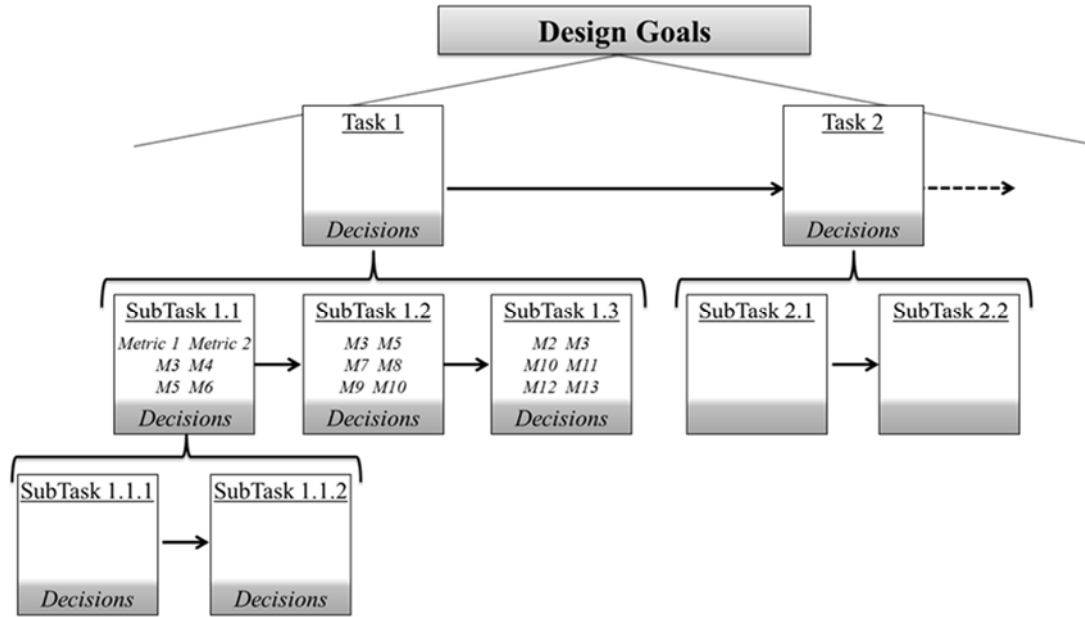 Design Goals
Task 1
Task 2
Decisions
Decisions
SubTask 1.1
SubTask 1.2
SubTask 1.3
SubTask 2.1
SubTask 2.2
Metric 1 Metric 2
M3 M4
M5 M6
M3 M5
M7 M8
M9 M10
M2 M3
M10 M11
M12 M13
Decisions
Decisions
Decisions
SubTask 1.1.1
SubTask 1.1.2
Decisions
Decisions